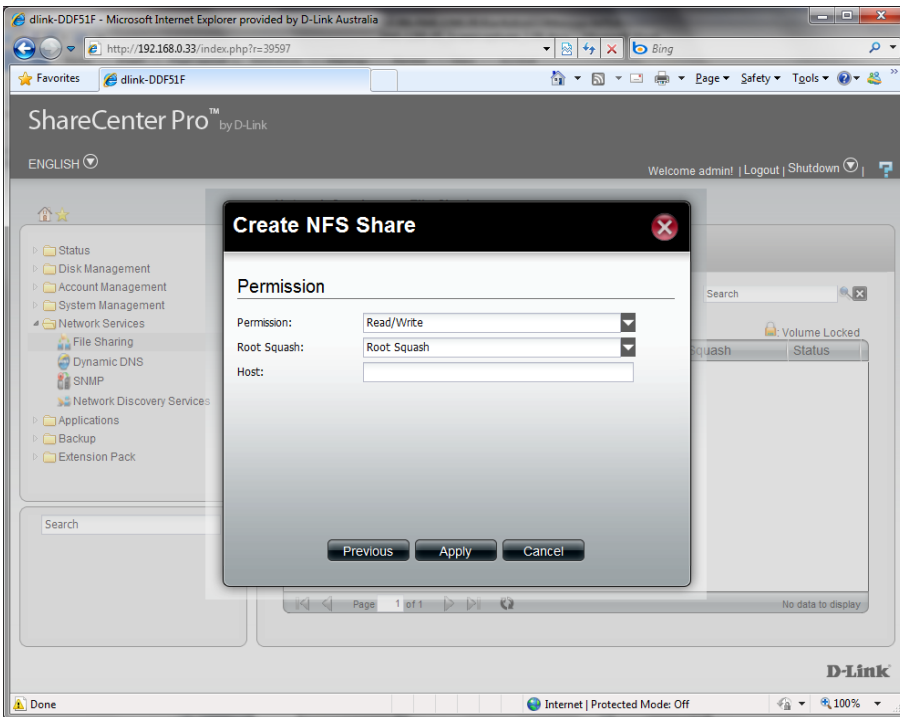 dlink-DDF51F - Microsoft Internet Explorer provided by D-Link Australia
http://192.168.0.33/index.php?r=39597
Bing
Favorites
dlink-DDF51F
Page
Safety
Tools
ShareCenter Pro™ by D-Link
ENGLISH
Welcome admin! | Logout | Shutdown |
Create NFS Share
Permission
Permission: Read/Write
Root Squash: Root Squash
Host:
Previous
Apply
Cancel
Status
Disk Management
Account Management
System Management
Network Services
File Sharing
Dynamic DNS
SNMP
Network Discovery Services
Applications
Backup
Extension Pack
Search
Search
: Volume Locked
Squash
Status
Page 1 of 1
No data to display
D-Link
Done
Internet | Protected Mode: Off
100%